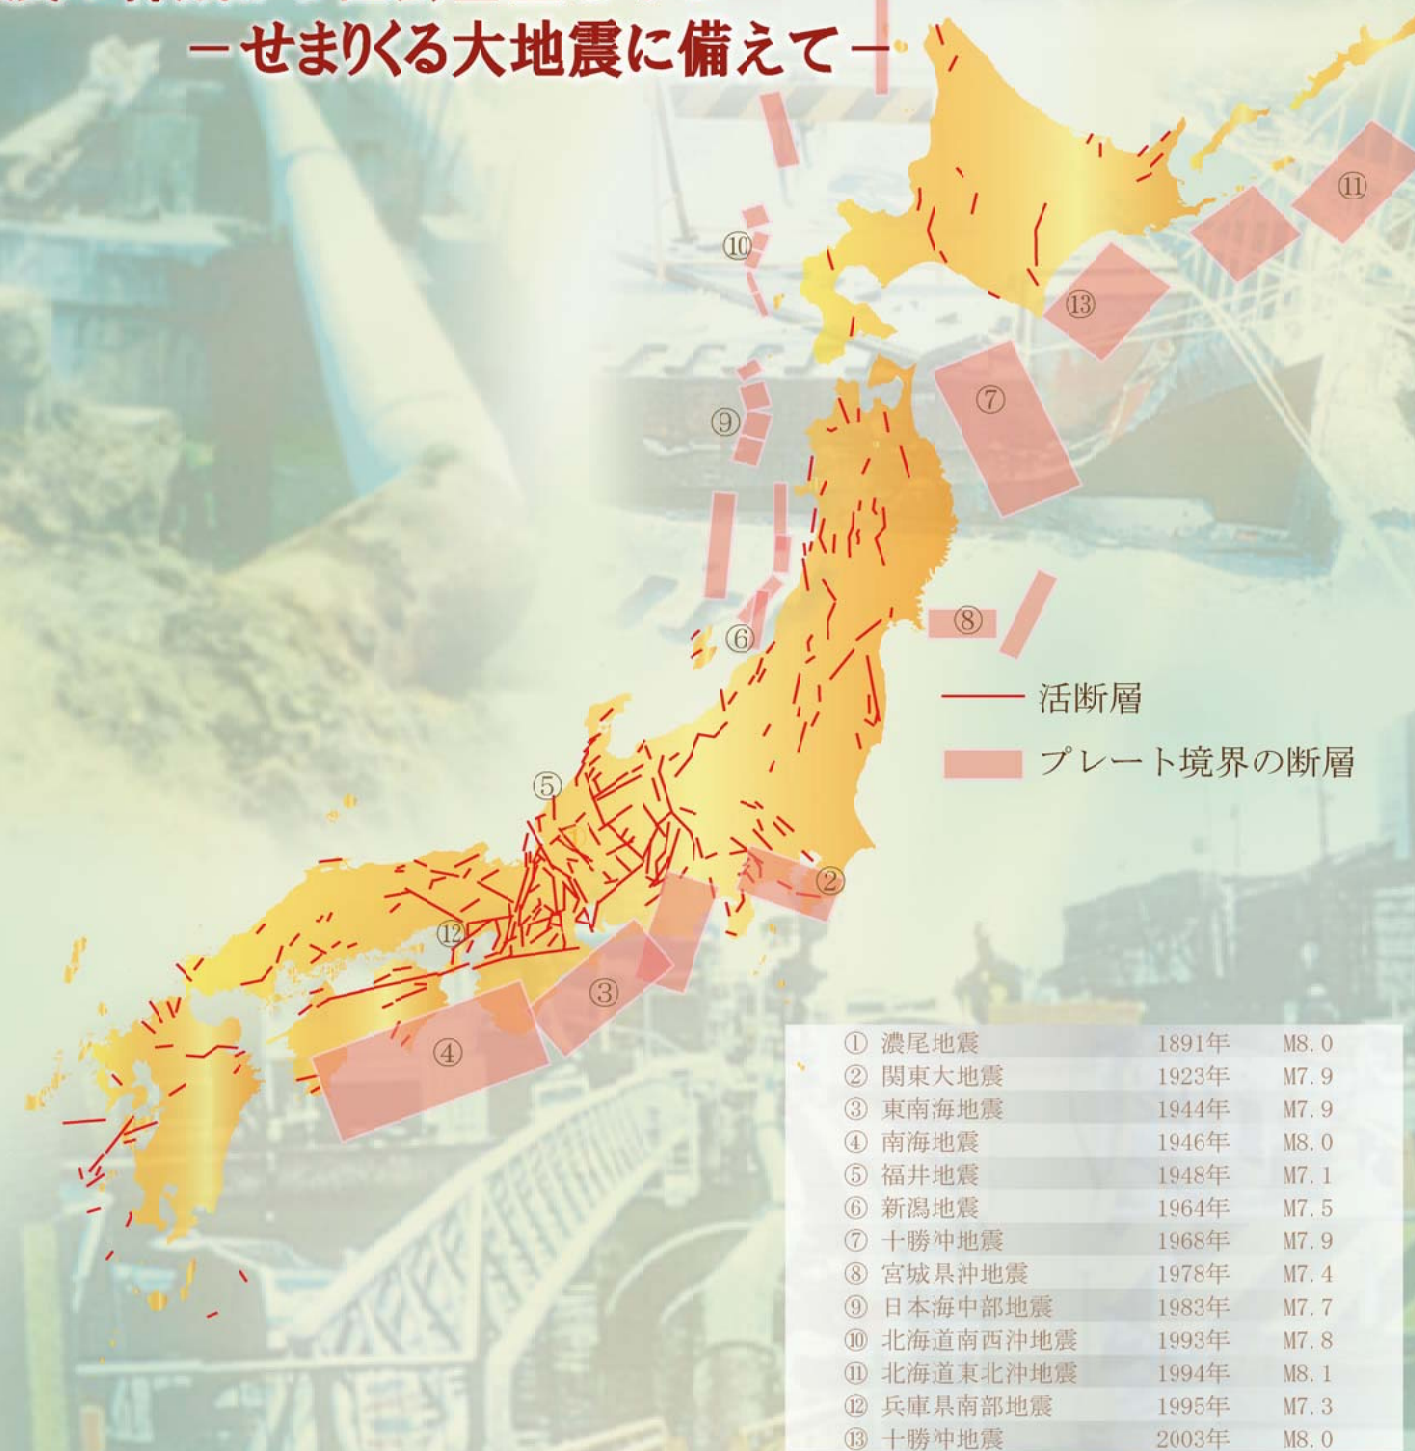 －せまりくる大地震に備えて－
⑪
⑩
⑬
⑦
⑨
⑧
⑥
活断層
プレート境界の断層
⑤
①
②
⑫
③
④
① 濃尾地震 1891年 M8.0
② 関東大地震 1923年 M7.9
③ 東南海地震 1944年 M7.9
④ 南海地震 1946年 M8.0
⑤ 福井地震 1948年 M7.1
⑥ 新潟地震 1964年 M7.5
⑦ 十勝沖地震 1968年 M7.9
⑧ 宮城県沖地震 1978年 M7.4
⑨ 日本海中部地震 1983年 M7.7
⑩ 北海道南西沖地震 1993年 M7.8
⑪ 北海道東北沖地震 1994年 M8.1
⑫ 兵庫県南部地震 1995年 M7.3
⑬ 十勝沖地震 2003年 M8.0